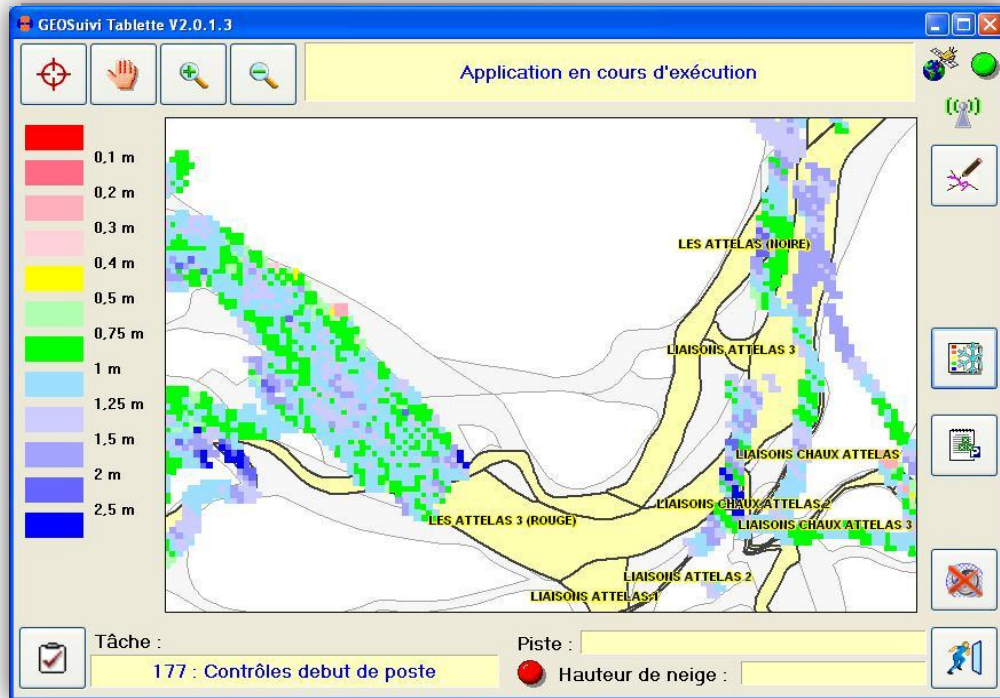 GEOSuivi Tablette V2.0.1.3
Application en cours d'exécution
0,1 m
0,2 m
0,3 m
0,4 m
0,5 m
0,75 m
1 m
1,25 m
1,5 m
2 m
2,5 m
LES ATTELAS (NOIRE)
LIAISONS ATTELAS 3
LIAISONS CHAUX ATTELAS
LIAISONS CHAUX ATTELAS 2
LES ATTELAS 3 (ROUGE)
LIAISONS CHAUX ATTELAS 3
LIAISONS ATTELAS 2
LIAISONS ATTELAS 1
Tâche :
177 : Contrôles debut de poste
Piste :
Hauteur de neige :